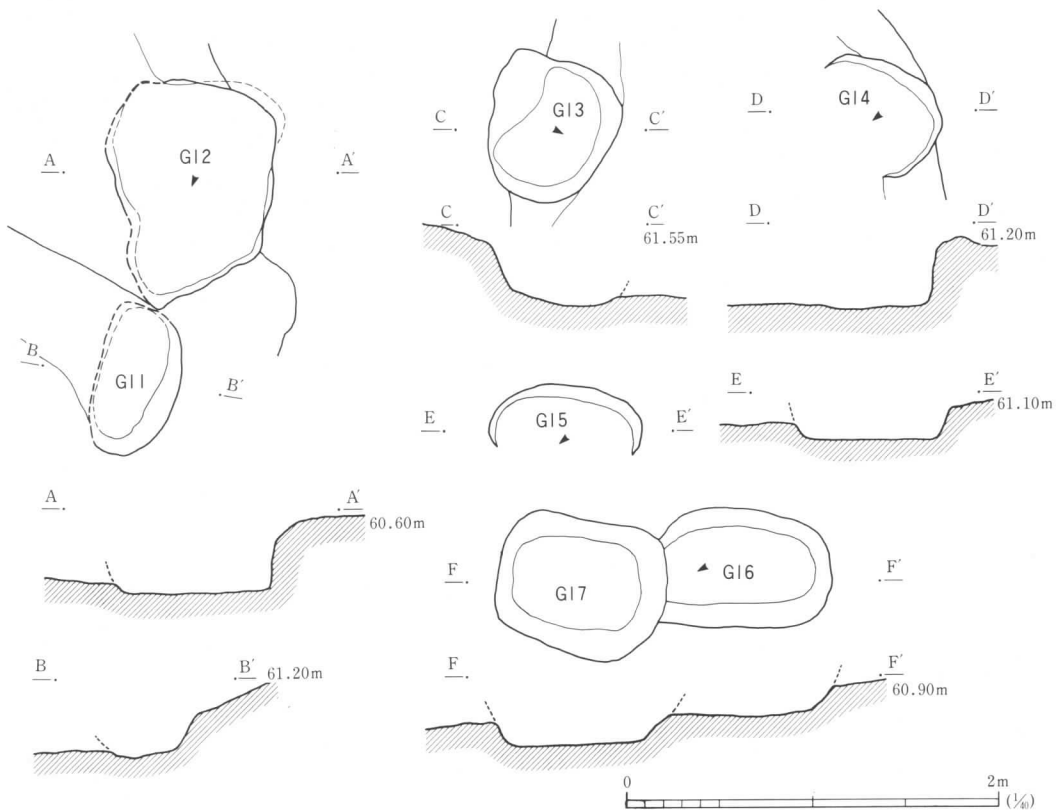 G12
A. .A′
G11
B. .B′
G13
C. .C′
C. .C′
61.55m
G14
D. .D′
D. .D′
61.20m
G15
E. .E′
E. .E′
61.10m
A. .A′
60.60m
B. .B′ 61.20m
G17 G16
F. .F′
F. .F′
60.90m
0 2m
(1/40)